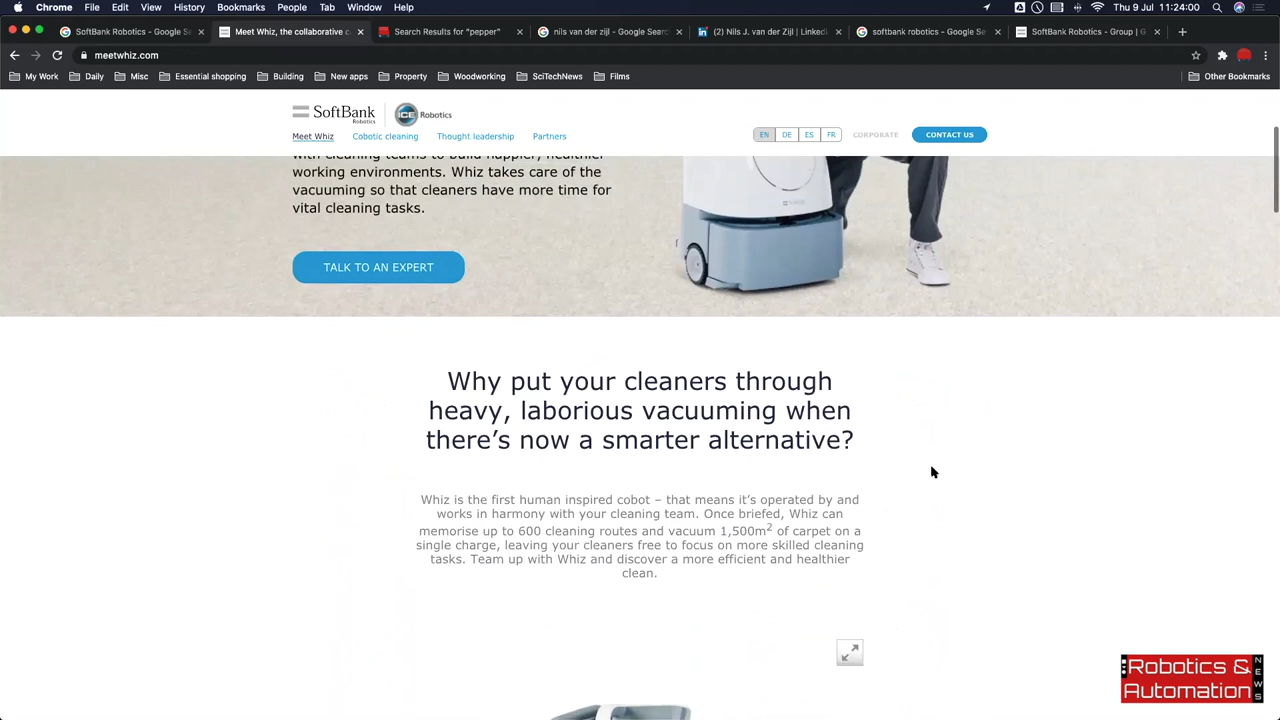 Chrome File Edit View History Bookmarks People Tab Window Help Thu 9 Jul 11:24:00
SoftBank Robotics - Google Se
Meet Whiz, the collaborative c
Search Results for "pepper"
nils van der zijl - Google Searc
(2) Nils J. van der Zijl | LinkedI
softbank robotics - Google Se
SoftBank Robotics - Group | G
meetwhiz.com
My Work Daily Misc Essential shopping Building New apps Property Woodworking SciTechNews Films Other Bookmarks
SoftBank Robotics ICE Robotics
Meet Whiz Cobotic cleaning Thought leadership Partners EN DE ES FR CORPORATE CONTACT US
with cleaning teams to build happier, healthier
working environments. Whiz takes care of the
vacuuming so that cleaners have more time for
vital cleaning tasks.
TALK TO AN EXPERT
Why put your cleaners through
heavy, laborious vacuuming when
there's now a smarter alternative?
Whiz is the first human inspired cobot – that means it's operated by and
works in harmony with your cleaning team. Once briefed, Whiz can
memorise up to 600 cleaning routes and vacuum 1,500m² of carpet on a
single charge, leaving your cleaners free to focus on more skilled cleaning
tasks. Team up with Whiz and discover a more efficient and healthier
clean.
Robotics &
Automation
NEWS